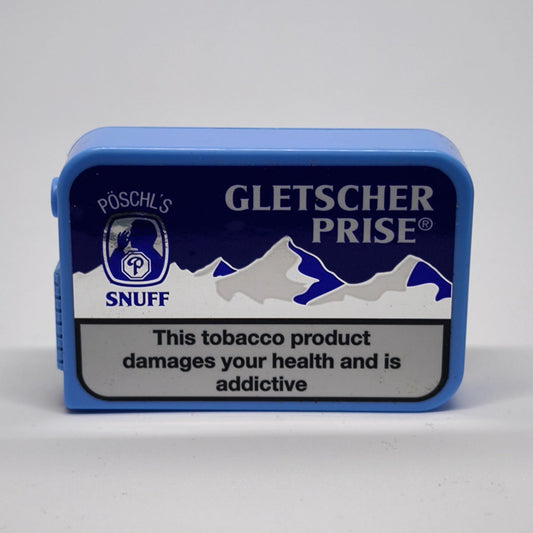 PÖSCHL'S
SNUFF
GLETSCHER
PRISE®
This tobacco product
damages your health and is
addictive